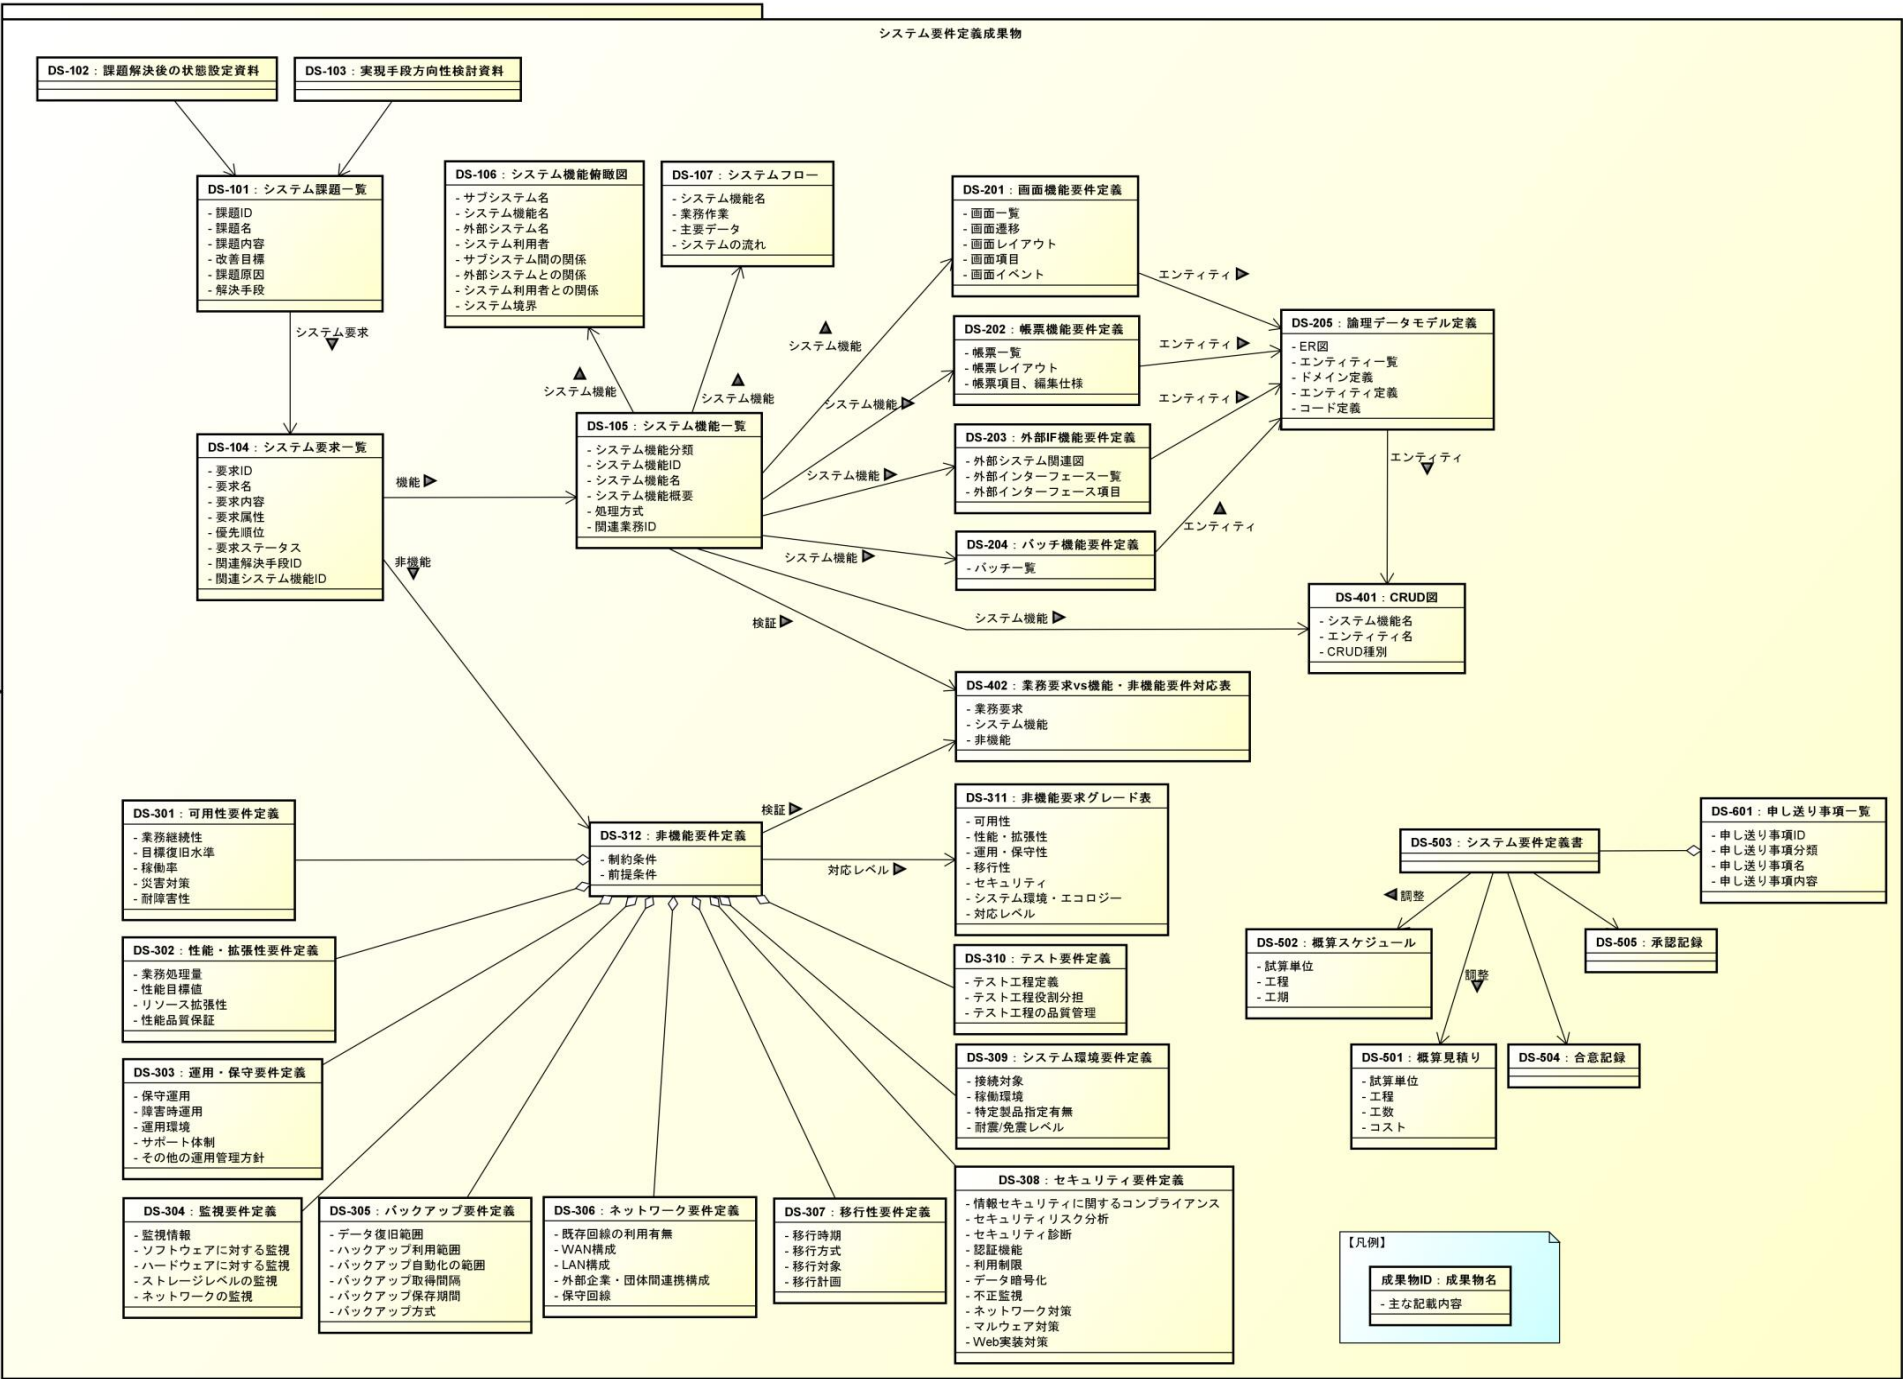 システム要件定義成果物
DS-102：課題解決後の状態設定資料
DS-103：実現手段方向性検討資料
DS-101：システム課題一覧
- 課題ID
- 課題名
- 課題内容
- 改善目標
- 課題原因
- 解決手段
システム要求
DS-106：システム機能俯瞰図
- サブシステム名
- システム機能名
- 外部システム名
- システム利用者
- サブシステム間の関係
- 外部システムとの関係
- システム利用者との関係
- システム境界
DS-107：システムフロー
- システム機能名
- 業務作業
- 主要データ
- システムの流れ
システム機能
システム機能
DS-104：システム要求一覧
- 要求ID
- 要求名
- 要求内容
- 要求属性
- 優先順位
- 要求ステータス
- 関連解決手段ID
- 関連システム機能ID
機能
非機能
DS-105：システム機能一覧
- システム機能分類
- システム機能ID
- システム機能名
- システム機能概要
- 処理方式
- 関連業務ID
システム機能
システム機能
システム機能
システム機能
システム機能
検証
DS-201：画面機能要件定義
- 画面一覧
- 画面遷移
- 画面レイアウト
- 画面項目
- 画面イベント
エンティティ
DS-202：帳票機能要件定義
- 帳票一覧
- 帳票レイアウト
- 帳票項目、編集仕様
エンティティ
DS-203：外部IF機能要件定義
- 外部システム関連図
- 外部インターフェース一覧
- 外部インターフェース項目
エンティティ
DS-204：バッチ機能要件定義
- バッチ一覧
エンティティ
DS-205：論理データモデル定義
- ER図
- エンティティ一覧
- ドメイン定義
- エンティティ定義
- コード定義
エンティティ
DS-401：CRUD図
- システム機能名
- エンティティ名
- CRUD種別
DS-402：業務要求vs機能・非機能要件対応表
- 業務要求
- システム機能
- 非機能
検証
DS-312：非機能要件定義
- 制約条件
- 前提条件
対応レベル
DS-311：非機能要求グレード表
- 可用性
- 性能・拡張性
- 運用・保守性
- 移行性
- セキュリティ
- システム環境・エコロジー
- 対応レベル
DS-301：可用性要件定義
- 業務継続性
- 目標復旧水準
- 稼働率
- 災害対策
- 耐障害性
DS-302：性能・拡張性要件定義
- 業務処理量
- 性能目標値
- リソース拡張性
- 性能品質保証
DS-303：運用・保守要件定義
- 保守運用
- 障害時運用
- 運用環境
- サポート体制
- その他の運用管理方針
DS-304：監視要件定義
- 監視情報
- ソフトウェアに対する監視
- ハードウェアに対する監視
- ストレージレベルの監視
- ネットワークの監視
DS-305：バックアップ要件定義
- データ復旧範囲
- バックアップ利用範囲
- バックアップ自動化の範囲
- バックアップ取得間隔
- バックアップ保存期間
- バックアップ方式
DS-306：ネットワーク要件定義
- 既存回線の利用有無
- WAN構成
- LAN構成
- 外部企業・団体間連携構成
- 保守回線
DS-307：移行性要件定義
- 移行時期
- 移行方式
- 移行対象
- 移行計画
DS-310：テスト要件定義
- テスト工程定義
- テスト工程役割分担
- テスト工程の品質管理
DS-309：システム環境要件定義
- 接続対象
- 稼働環境
- 特定製品指定有無
- 耐震/免震レベル
DS-308：セキュリティ要件定義
- 情報セキュリティに関するコンプライアンス
- セキュリティリスク分析
- セキュリティ診断
- 認証機能
- 利用制限
- データ暗号化
- 不正監視
- ネットワーク対策
- マルウェア対策
- Web実装対策
DS-503：システム要件定義書
DS-601：申し送り事項一覧
- 申し送り事項ID
- 申し送り事項分類
- 申し送り事項名
- 申し送り事項内容
調整
調整
DS-502：概算スケジュール
- 試算単位
- 工程
- 工期
DS-505：承認記録
DS-501：概算見積り
- 試算単位
- 工程
- 工数
- コスト
DS-504：合意記録
【凡例】
成果物ID：成果物名
- 主な記載内容